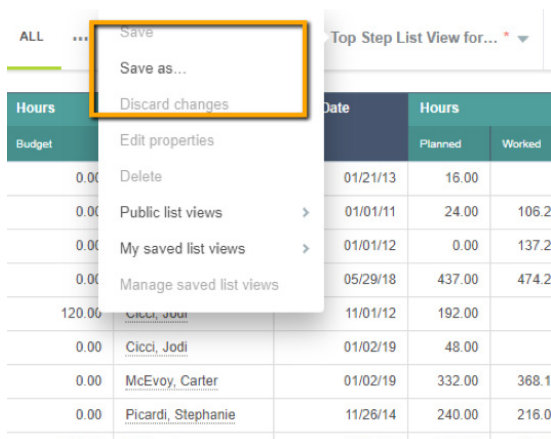 ALL ... Save Top Step List View for... *
Save as...
Hours Discard changes Date Hours
Budget Edit properties Planned Worked
0.00 Delete 01/21/13 16.00
0.00 Public list views > 01/01/11 24.00 106.2
0.00 My saved list views > 01/01/12 0.00 137.2
0.00 Manage saved list views 05/29/18 437.00 474.2
120.00 Cicci, Jodi 11/01/12 192.00
0.00 Cicci, Jodi 01/02/19 48.00
0.00 McEvoy, Carter 01/02/19 332.00 368.1
0.00 Picardi, Stephanie 11/26/14 240.00 216.0